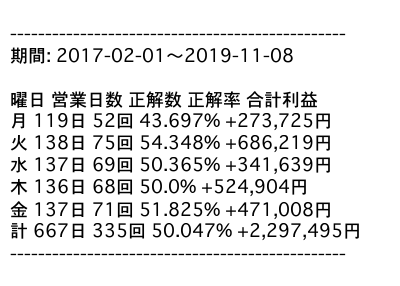 ------------------------------------------------
期間: 2017-02-01〜2019-11-08
曜日 営業日数 正解数 正解率 合計利益
月 119日 52回 43.697% +273,725円
火 138日 75回 54.348% +686,219円
水 137日 69回 50.365% +341,639円
木 136日 68回 50.0% +524,904円
金 137日 71回 51.825% +471,008円
計 667日 335回 50.047% +2,297,495円
------------------------------------------------